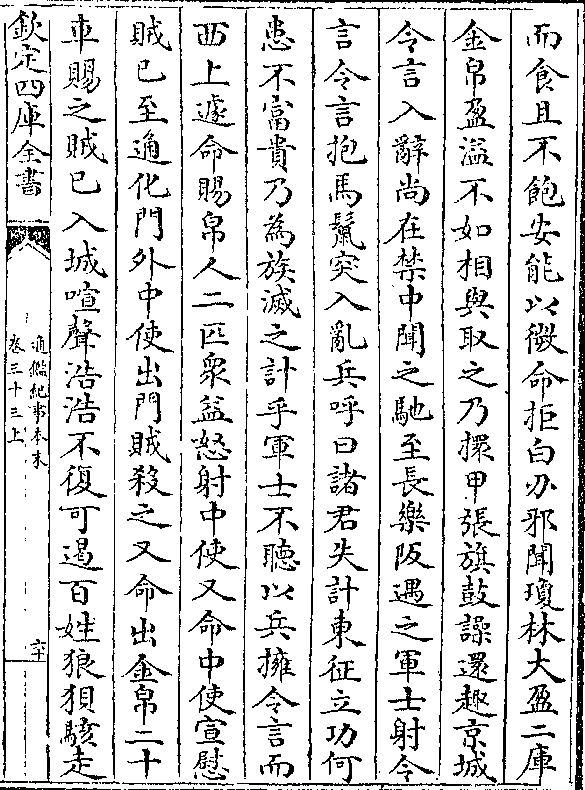 而食且不飽安能以微命拒白刃邪聞瓊林大盈二庫
金帛盈溢不如相與取之乃擐甲張旗鼓譟還趣京城
令言入辭尚在禁中聞之馳至長樂阪遇之軍士射令
言令言抱馬鬛突入亂兵呼曰諸君失計東征立功何
患不富貴乃為族滅之計乎軍士不聽以兵擁令言而
西上遽命賜帛人二匹衆益怒射中使又命中使宣慰
賊已至通化門外中使出門賊殺之又命出金帛二十
車賜之賊已入城喧聲浩浩不復可遏百姓狼狽駭走
欽定四庫全書
通鑑紀事本末
卷三十三上
六十